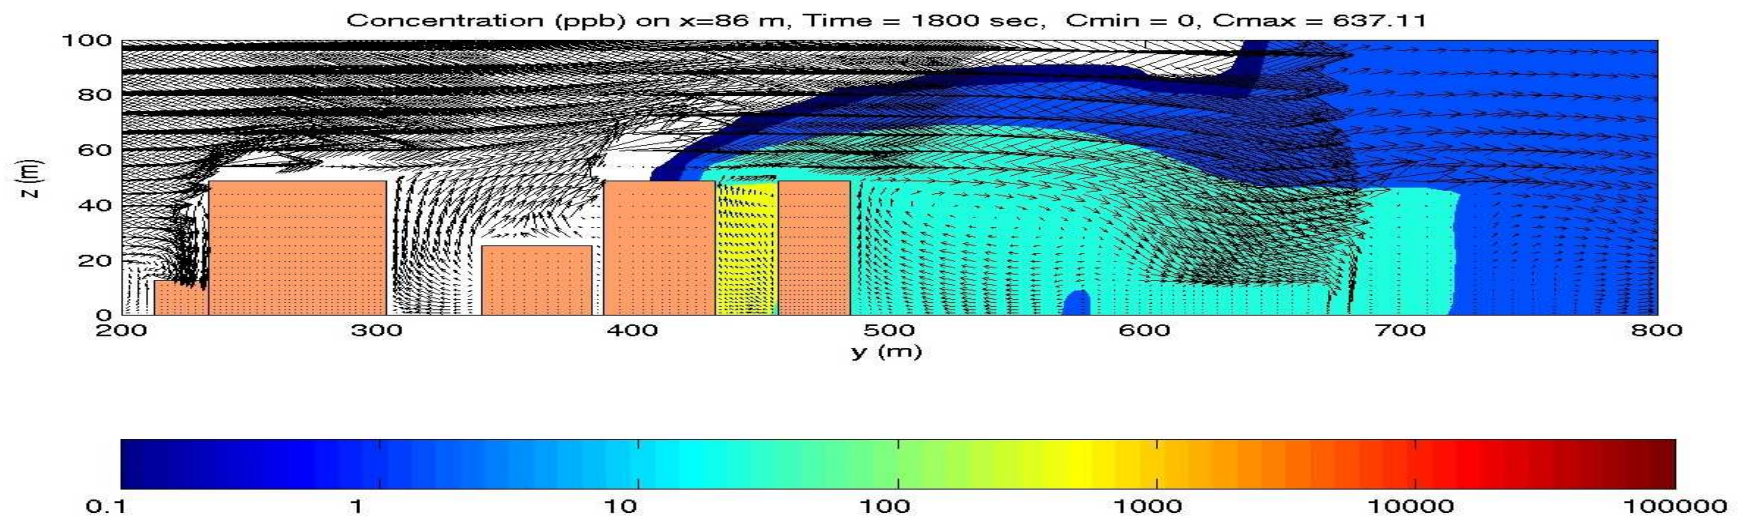 Concentration (ppb) on x=86 m, Time = 1800 sec,  Cmin = 0, Cmax = 637.11
100
80
60
40
20
0
z (m)
200 300 400 500 600 700 800
y (m)
0.1 1 10 100 1000 10000 100000